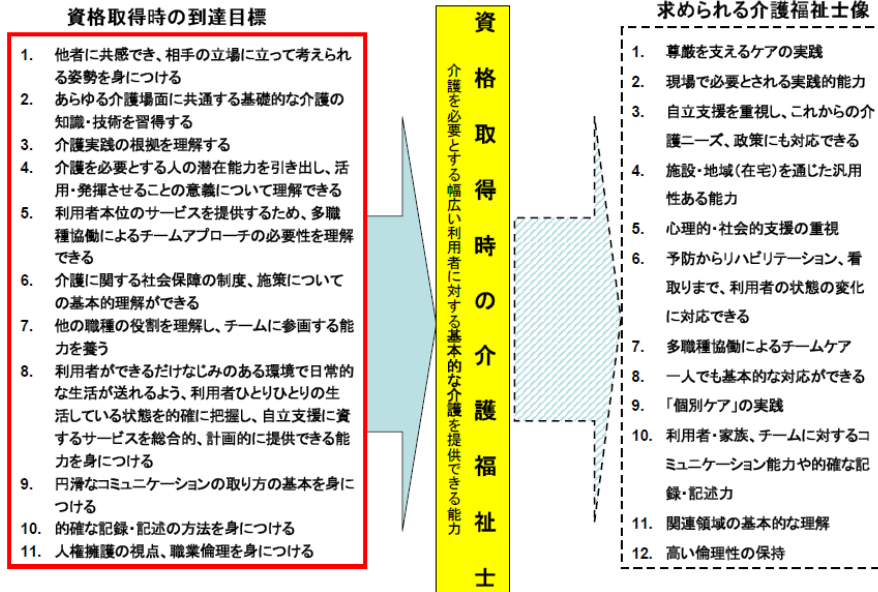 資格取得時の到達目標
1. 他者に共感でき、相手の立場に立って考えられ
る姿勢を身につける
2. あらゆる介護場面に共通する基礎的な介護の
知識・技術を習得する
3. 介護実践の根拠を理解する
4. 介護を必要とする人の潜在能力を引き出し、活
用・発揮させることの意義について理解できる
5. 利用者本位のサービスを提供するため、多職
種協働によるチームアプローチの必要性を理解
できる
6. 介護に関する社会保障の制度、施策について
の基本的理解ができる
7. 他の職種の役割を理解し、チームに参画する能
力を養う
8. 利用者ができるだけなじみのある環境で日常的
な生活が送れるよう、利用者ひとりひとりの生
活している状態を的確に把握し、自立支援に資
するサービスを総合的、計画的に提供できる能
力を身につける
9. 円滑なコミュニケーションの取り方の基本を身に
つける
10. 的確な記録・記述の方法を身につける
11. 人権擁護の視点、職業倫理を身につける
資格取得時の介護福祉士
介護を必要とする幅広い利用者に対する基本的な介護を提供できる能力
求められる介護福祉士像
1. 尊厳を支えるケアの実践
2. 現場で必要とされる実践的能力
3. 自立支援を重視し、これからの介
護ニーズ、政策にも対応できる
4. 施設・地域(在宅)を通じた汎用
性ある能力
5. 心理的・社会的支援の重視
6. 予防からリハビリテーション、看
取りまで、利用者の状態の変化
に対応できる
7. 多職種協働によるチームケア
8. 一人でも基本的な対応ができる
9. 「個別ケア」の実践
10. 利用者・家族、チームに対するコ
ミュニケーション能力や的確な記
録・記述力
11. 関連領域の基本的な理解
12. 高い倫理性の保持